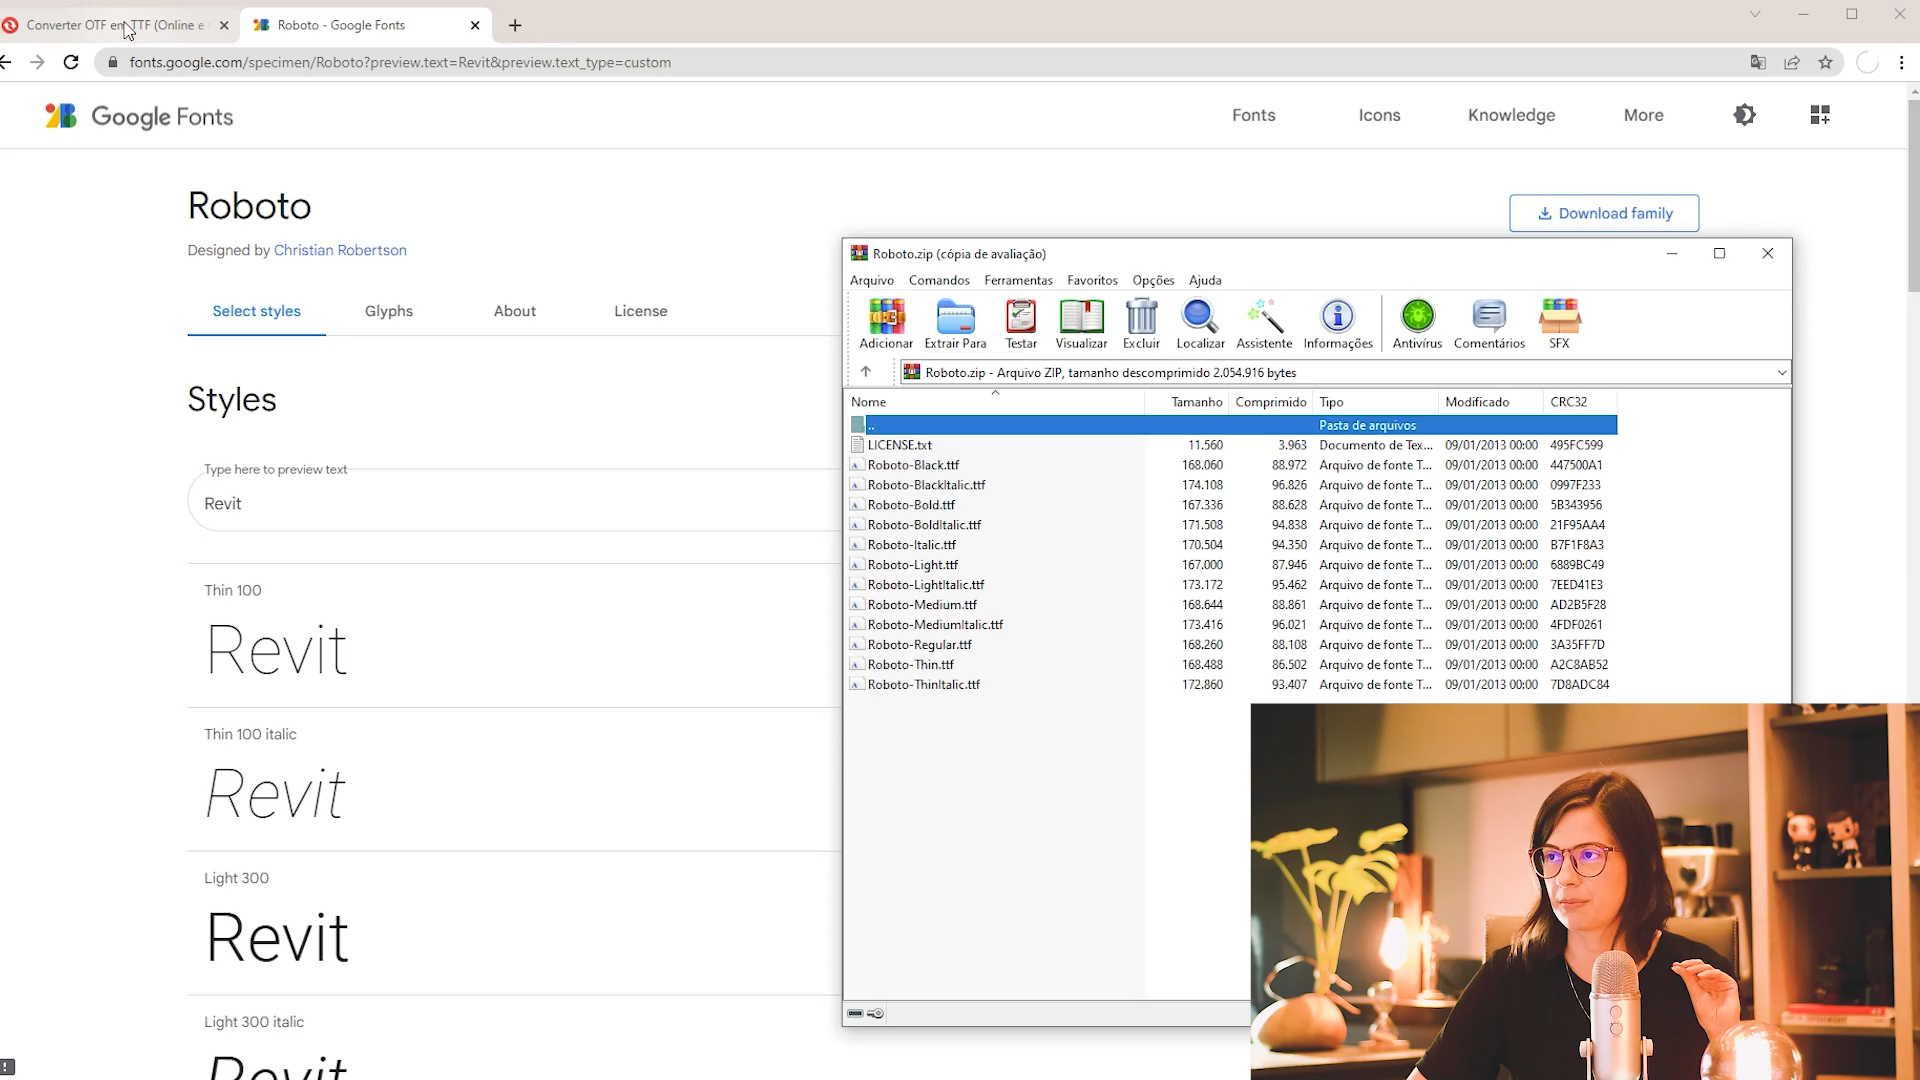 Converter OTF em TTF (Online e
Roboto - Google Fonts
fonts.google.com/specimen/Roboto?preview.text=Revit&preview.text_type=custom
Google Fonts
Fonts
Icons
Knowledge
More
Roboto
Download family
Designed by Christian Robertson
Select styles
Glyphs
About
License
Styles
Type here to preview text
Revit
Thin 100
Revit
Thin 100 italic
Revit
Light 300
Revit
Light 300 italic
Revit
Roboto.zip (cópia de avaliação)
Arquivo Comandos Ferramentas Favoritos Opções Ajuda
Adicionar Extrair Para Testar Visualizar Excluir Localizar Assistente Informações Antivírus Comentários SFX
Roboto.zip - Arquivo ZIP, tamanho descomprimido 2.054.916 bytes
Nome Tamanho Comprimido Tipo Modificado CRC32
.. Pasta de arquivos
LICENSE.txt 11.560 3.963 Documento de Tex... 09/01/2013 00:00 495FC599
Roboto-Black.ttf 168.060 88.972 Arquivo de fonte T... 09/01/2013 00:00 447500A1
Roboto-BlackItalic.ttf 174.108 96.826 Arquivo de fonte T... 09/01/2013 00:00 0997F233
Roboto-Bold.ttf 167.336 88.628 Arquivo de fonte T... 09/01/2013 00:00 5B343956
Roboto-BoldItalic.ttf 171.508 94.838 Arquivo de fonte T... 09/01/2013 00:00 21F95AA4
Roboto-Italic.ttf 170.504 94.350 Arquivo de fonte T... 09/01/2013 00:00 B7F1F8A3
Roboto-Light.ttf 167.000 87.946 Arquivo de fonte T... 09/01/2013 00:00 6889BC49
Roboto-LightItalic.ttf 173.172 95.462 Arquivo de fonte T... 09/01/2013 00:00 7EED41E3
Roboto-Medium.ttf 168.644 88.861 Arquivo de fonte T... 09/01/2013 00:00 AD2B5F28
Roboto-MediumItalic.ttf 173.416 96.021 Arquivo de fonte T... 09/01/2013 00:00 4FDF0261
Roboto-Regular.ttf 168.260 88.108 Arquivo de fonte T... 09/01/2013 00:00 3A35FF7D
Roboto-Thin.ttf 168.488 86.502 Arquivo de fonte T... 09/01/2013 00:00 A2C8AB52
Roboto-ThinItalic.ttf 172.860 93.407 Arquivo de fonte T... 09/01/2013 00:00 7D8ADC84